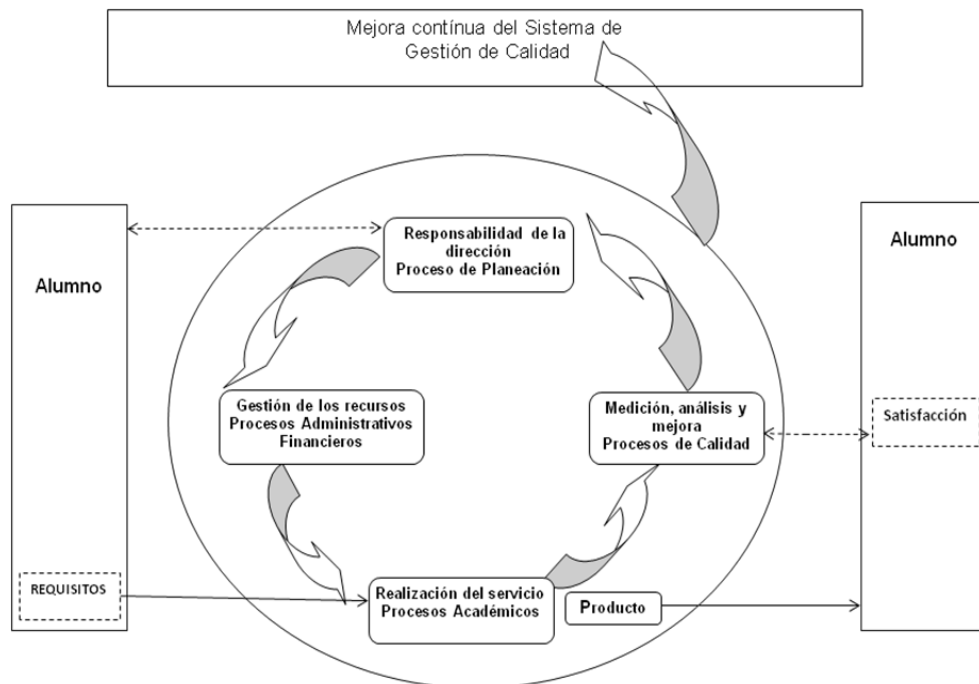 Mejora contínua del Sistema de
Gestión de Calidad
Alumno
REQUISITOS
Responsabilidad de la
dirección
Proceso de Planeación
Gestión de los recursos
Procesos Administrativos
Financieros
Medición, análisis y
mejora
Procesos de Calidad
Realización del servicio
Procesos Académicos
Producto
Alumno
Satisfacción